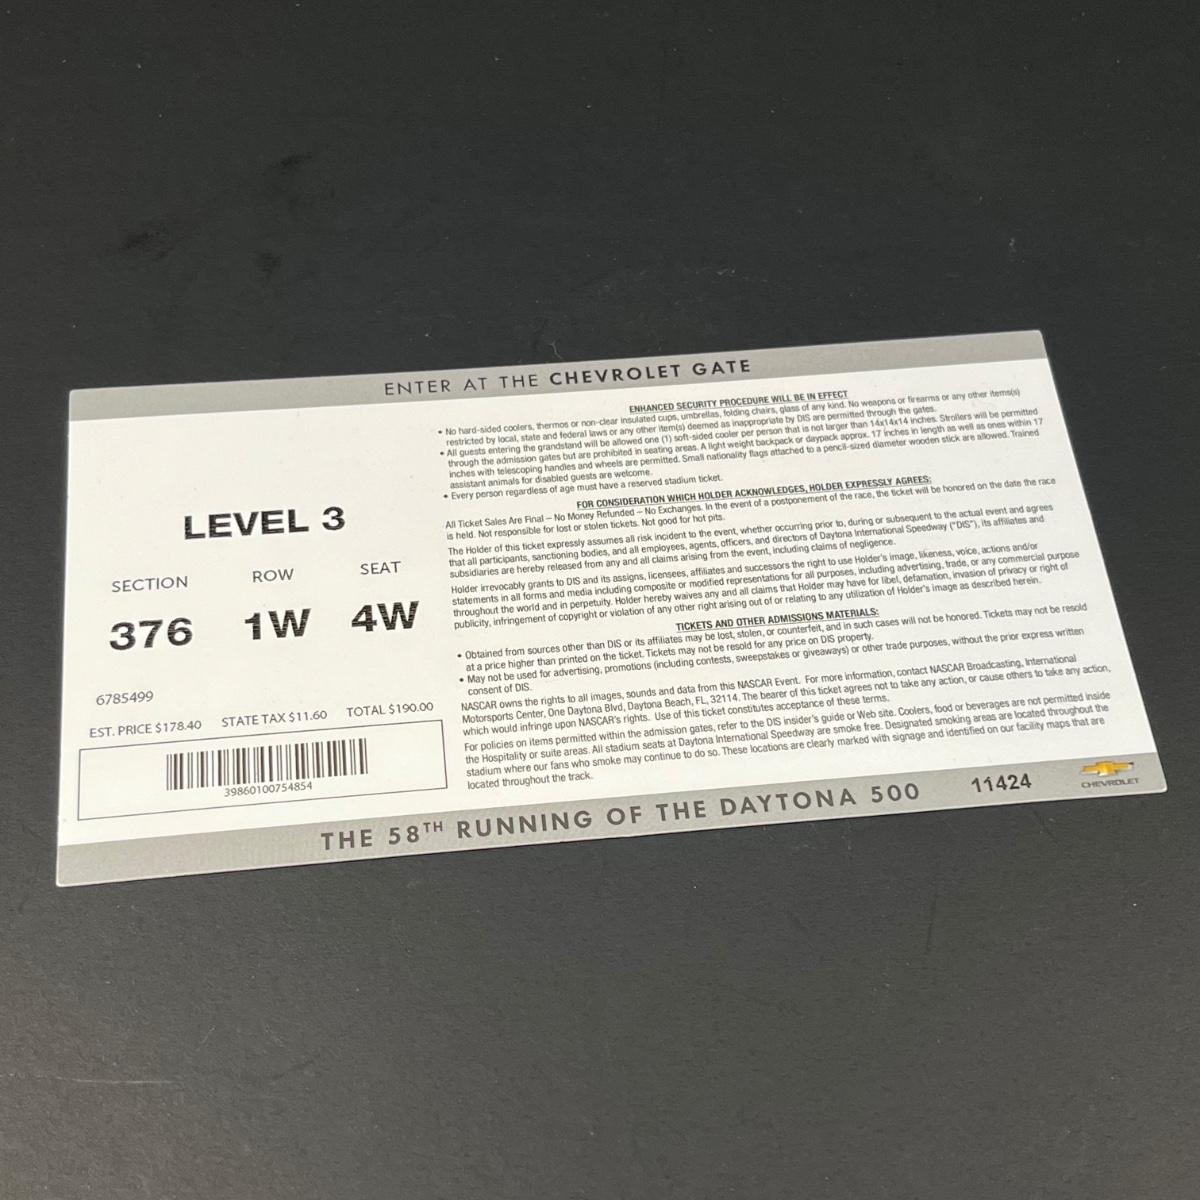 ENTER AT THE CHEVROLET GATE
LEVEL 3
SECTION ROW SEAT
376 1W 4W
6785499
EST. PRICE $178.40 STATE TAX $11.60 TOTAL $190.00
39860100754854
ENHANCED SECURITY PROCEDURE WILL BE IN EFFECT
• No hard-sided coolers, thermos or non-clear insulated cups, umbrellas, folding chairs, glass of any kind. No weapons or firearms or any other items(s)
restricted by local, state and federal laws or any other item(s) deemed as inappropriate by DIS are permitted through the gates.
• All guests entering the grandstand will be allowed one (1) soft-sided cooler per person that is not larger than 14x14x14 inches. Strollers will be permitted
through the admission gates but are prohibited in seating areas. A light weight backpack or daypack approx. 17 inches in length as well as ones within 17
inches with telescoping handles and wheels are permitted. Small nationality flags attached to a pencil-sized diameter wooden stick are allowed. Trained
assistant animals for disabled guests are welcome.
• Every person regardless of age must have a reserved stadium ticket.
FOR CONSIDERATION WHICH HOLDER ACKNOWLEDGES, HOLDER EXPRESSLY AGREES:
All Ticket Sales Are Final – No Money Refunded – No Exchanges. In the event of a postponement of the race, the ticket will be honored on the date the race
is held. Not responsible for lost or stolen tickets. Not good for hot pits.
The Holder of this ticket expressly assumes all risk incident to the event, whether occurring prior to, during or subsequent to the actual event and agrees
that all participants, sanctioning bodies, and all employees, agents, officers, and directors of Daytona International Speedway ("DIS"), its affiliates and
subsidiaries are hereby released from any and all claims arising from the event, including claims of negligence.
Holder irrevocably grants to DIS and its assigns, licensees, affiliates and successors the right to use Holder's image, likeness, voice, actions and/or
statements in all forms and media including composite or modified representations for all purposes, including advertising, trade, or any commercial purpose
throughout the world and in perpetuity. Holder hereby waives any and all claims that Holder may have for libel, defamation, invasion of privacy or right of
publicity, infringement of copyright or violation of any other right arising out of or relating to any utilization of Holder's image as described herein.
TICKETS AND OTHER ADMISSIONS MATERIALS:
• Obtained from sources other than DIS or its affiliates may be lost, stolen, or counterfeit, and in such cases will not be honored. Tickets may not be resold
at a price higher than printed on the ticket. Tickets may not be resold for any price on DIS property.
• May not be used for advertising, promotions (including contests, sweepstakes or giveaways) or other trade purposes, without the prior express written
consent of DIS.
NASCAR owns the rights to all images, sounds and data from this NASCAR Event. For more information, contact NASCAR Broadcasting, International
Motorsports Center, One Daytona Blvd, Daytona Beach, FL, 32114. The bearer of this ticket agrees not to take any action, or cause others to take any action,
which would infringe upon NASCAR's rights. Use of this ticket constitutes acceptance of these terms.
For policies on items permitted within the admission gates, refer to the DIS insider's guide or Web site. Coolers, food or beverages are not permitted inside
the Hospitality or suite areas. All stadium seats at Daytona International Speedway are smoke free. Designated smoking areas are located throughout the
stadium where our fans who smoke may continue to do so. These locations are clearly marked with signage and identified on our facility maps that are
located throughout the track.
THE 58TH RUNNING OF THE DAYTONA 500 11424
CHEVROLET